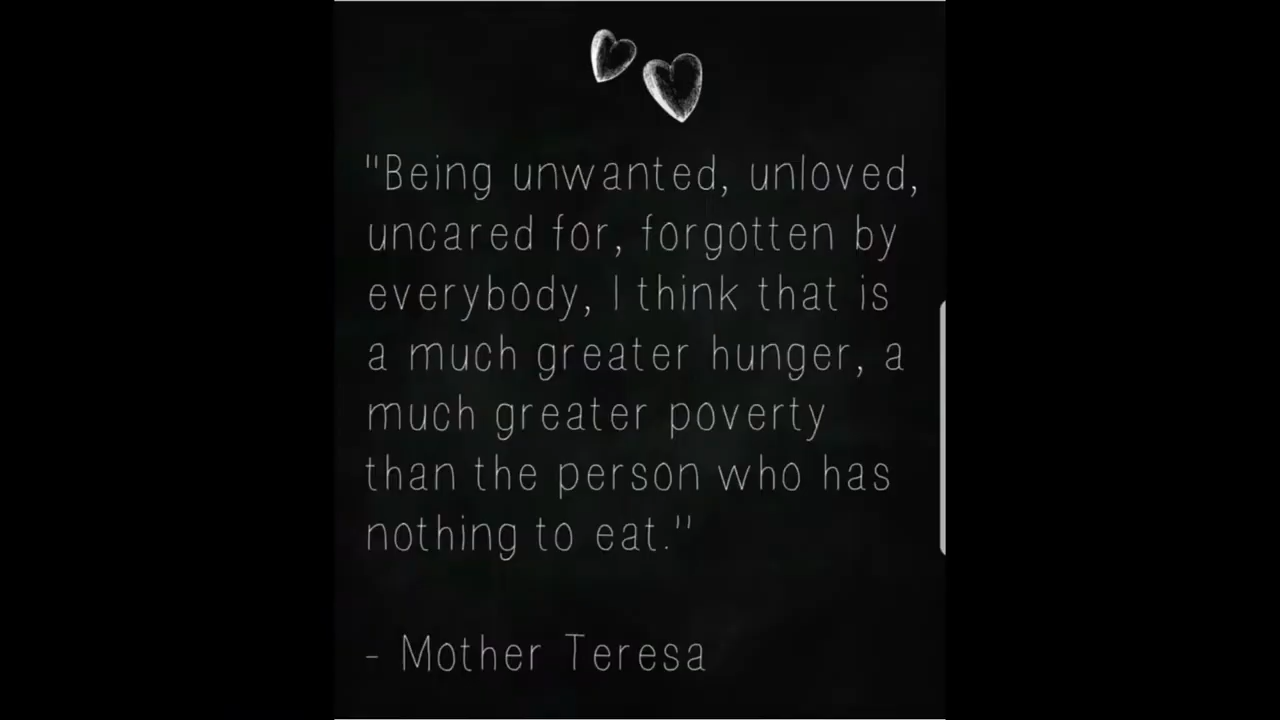 "Being unwanted, unloved,
uncared for, forgotten by
everybody, I think that is
a much greater hunger, a
much greater poverty
than the person who has
nothing to eat."
- Mother Teresa